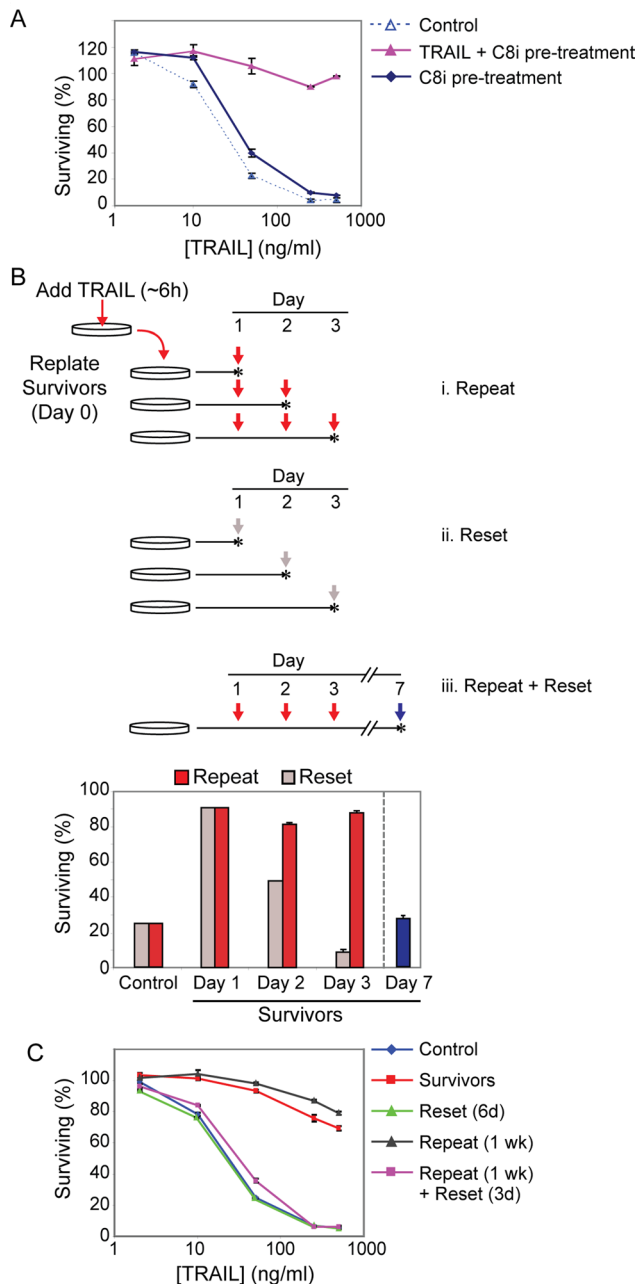 A
Control
TRAIL + C8i pre-treatment
C8i pre-treatment
Surviving (%)
120
100
80
60
40
20
0
1
10
100
1000
[TRAIL] (ng/ml)
B
Add TRAIL (~6h)
Replate
Survivors
(Day 0)
Day
1 2 3
*
*
*
i. Repeat
Day
1 2 3
*
*
*
ii. Reset
Day
1 2 3 7
*
iii. Repeat + Reset
Repeat Reset
Surviving (%)
100
80
60
40
20
0
Control Day 1 Day 2 Day 3 Day 7
Survivors
C
Control
Survivors
Reset (6d)
Repeat (1 wk)
Repeat (1 wk)
+ Reset (3d)
Surviving (%)
100
80
60
40
20
0
1 10 100 1000
[TRAIL] (ng/ml)